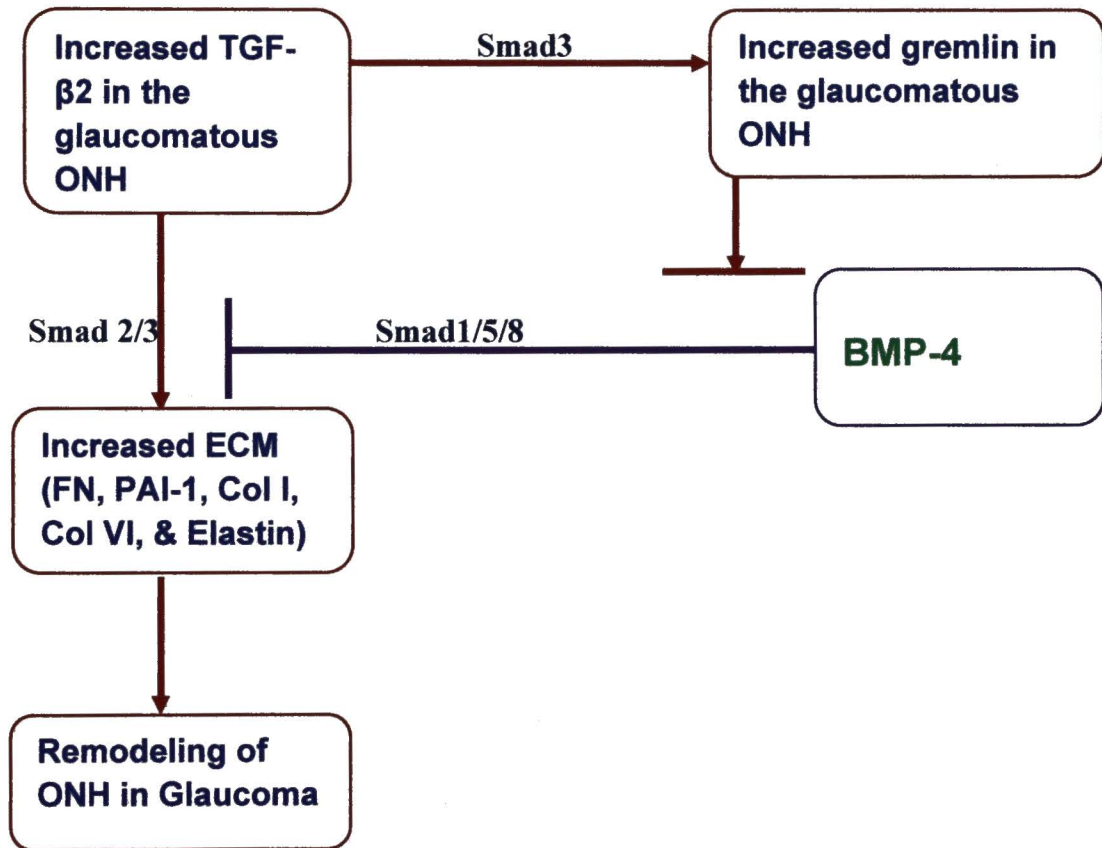 Increased TGF-
β2 in the
glaucomatous
ONH
Smad3
Increased gremlin in
the glaucomatous
ONH
Smad 2/3
Smad1/5/8
BMP-4
Increased ECM
(FN, PAI-1, Col I,
Col VI, & Elastin)
Remodeling of
ONH in Glaucoma